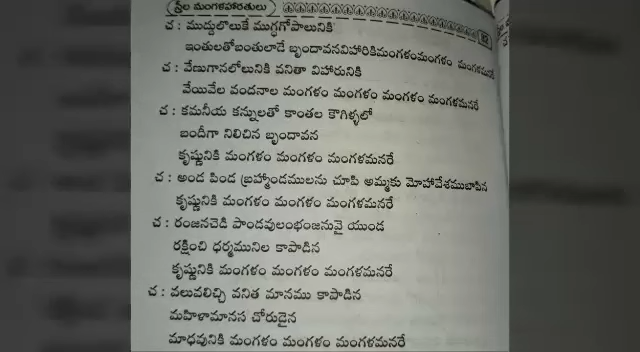 స్త్రీల మంగళహారతులు
చ : ముద్దులొలుకే ముగ్ధగోపాలునికి
ఇంతులతోబంతులాడే బృందావనవిహారికిమంగళంమంగళం
చ : వేణుగానలోలునికి వనితా విహారునికి
వేయివేల వందనాల మంగళం మంగళం మంగళం మంగళమనరే
చ : కమనీయ కన్నులతో కాంతల కౌగిళ్ళలో
బందీగా నిలిచిన బృందావన
కృష్ణునికి మంగళం మంగళం మంగళమనరే
చ : అండ పిండ బ్రహ్మాండములను చూపి అమ్మకు మోహావేశముబాపిన
కృష్ణునికి మంగళం మంగళం మంగళమనరే
చ : రంజనచెడి పాండవులంభంజనువై యుండ
రక్షించి ధర్మమునిల కాపాడిన
కృష్ణునికి మంగళం మంగళం మంగళమనరే
చ : వలువలిచ్చి వనిత మానము కాపాడిన
మహిళామానస చోరుడైన
మాధవునికి మంగళం మంగళం మంగళమనరే